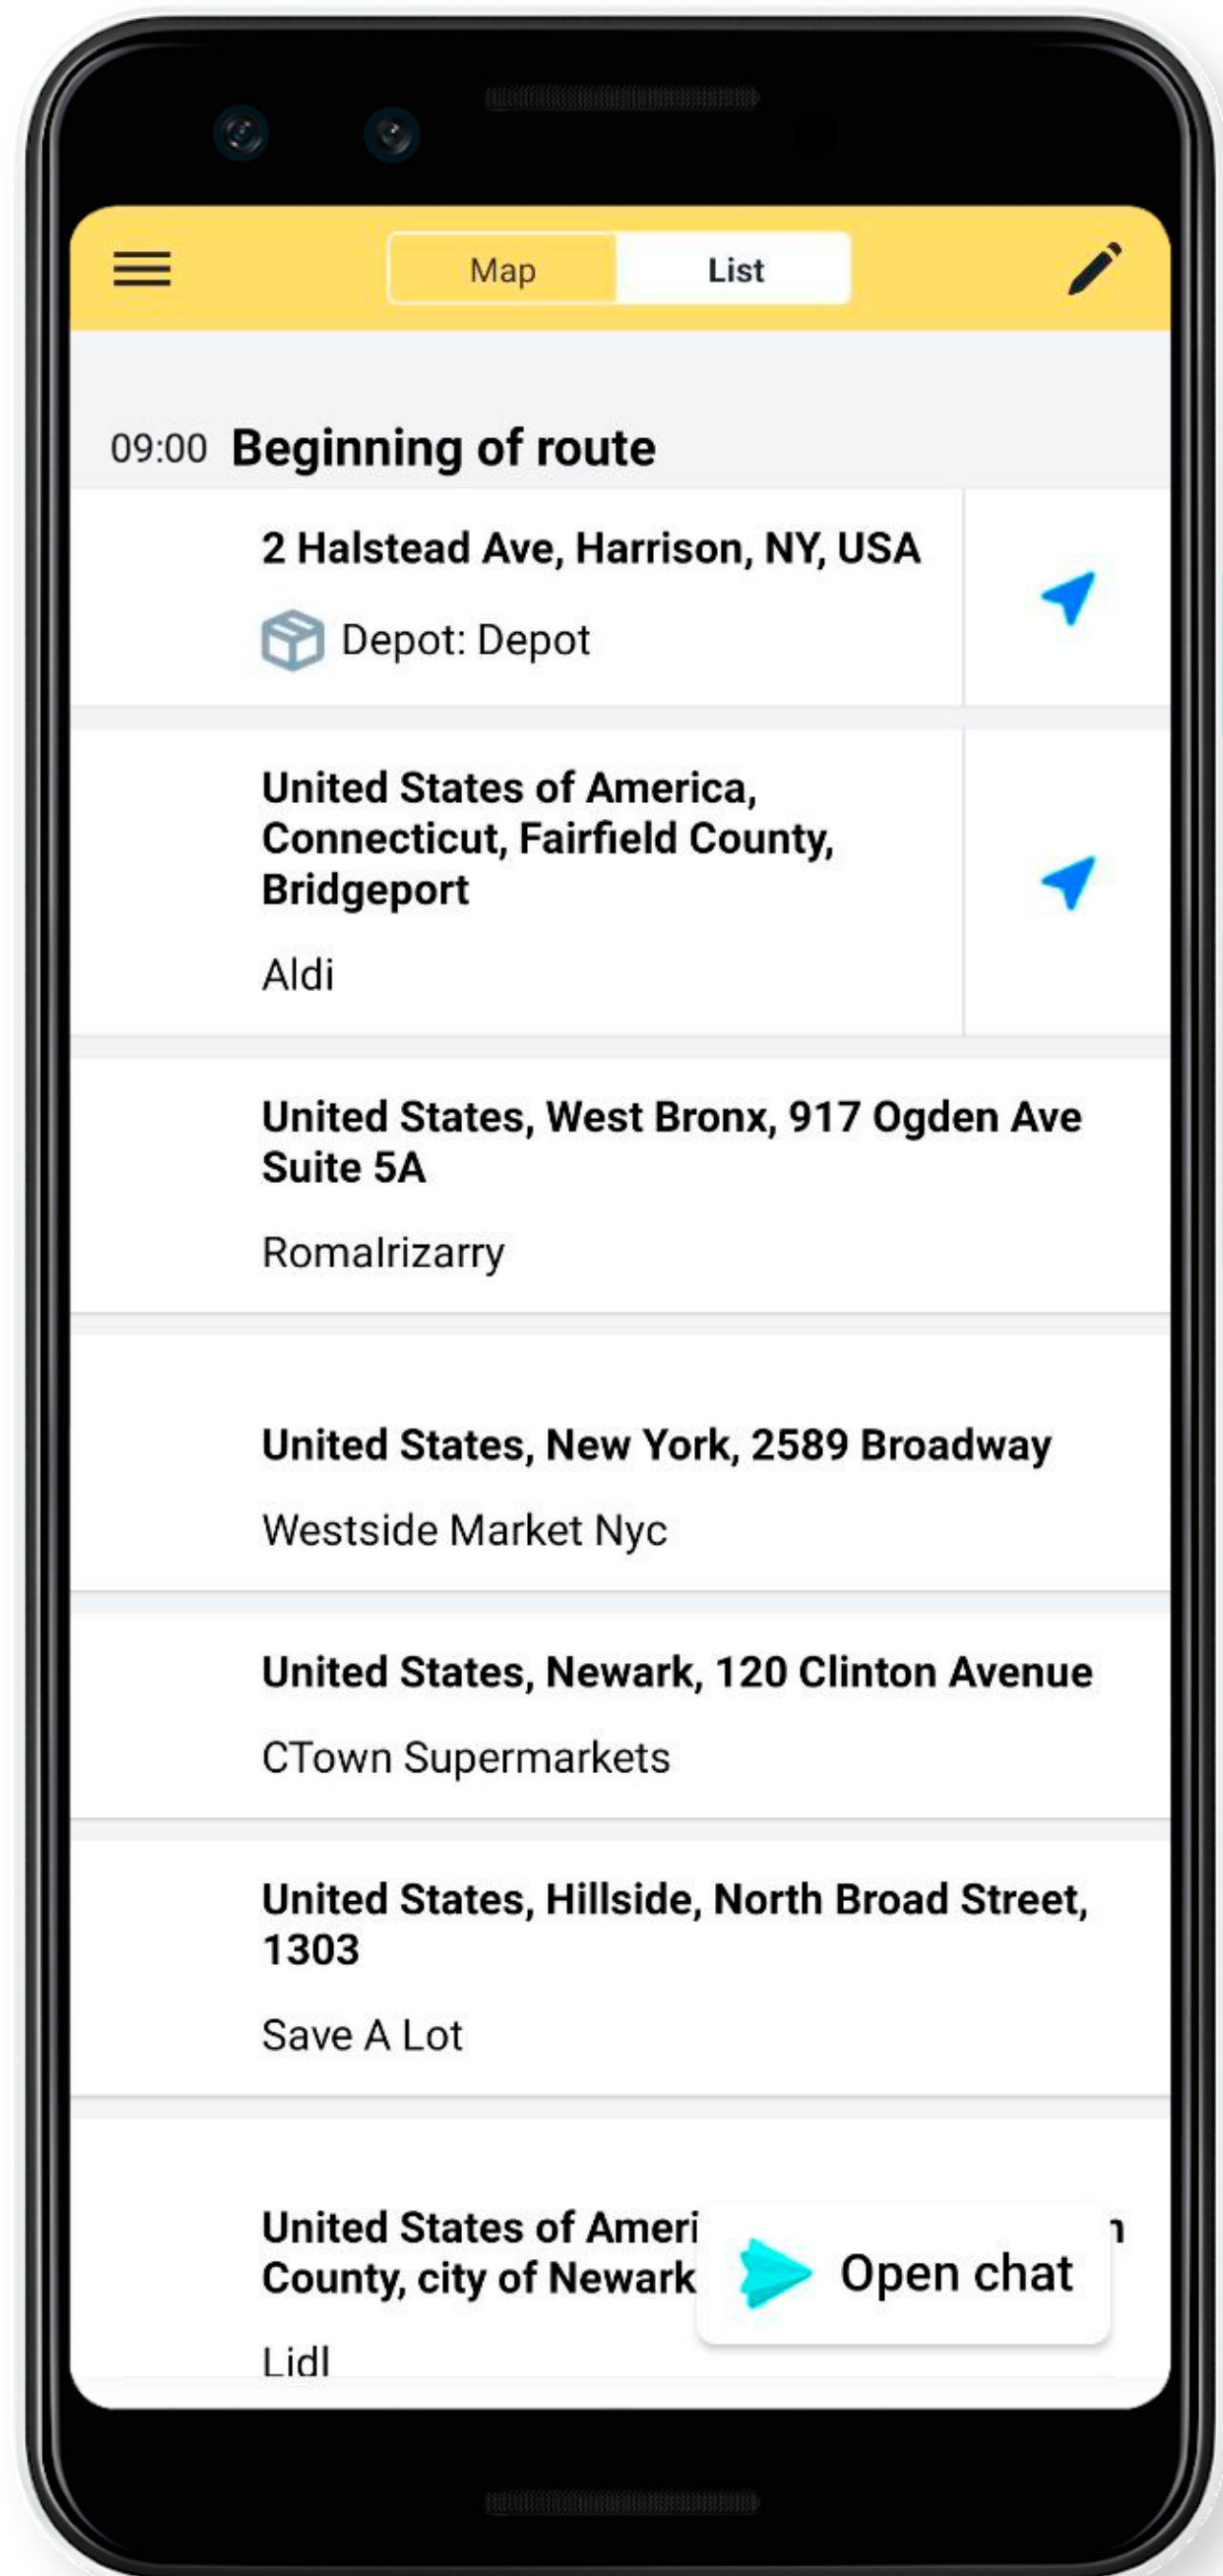 Map
List
09:00 Beginning of route
2 Halstead Ave, Harrison, NY, USA
Depot: Depot
United States of America,
Connecticut, Fairfield County,
Bridgeport
Aldi
United States, West Bronx, 917 Ogden Ave
Suite 5A
RomaIrizarry
United States, New York, 2589 Broadway
Westside Market Nyc
United States, Newark, 120 Clinton Avenue
CTown Supermarkets
United States, Hillside, North Broad Street,
1303
Save A Lot
United States of
County, city of Newark
Open chat
Lidl